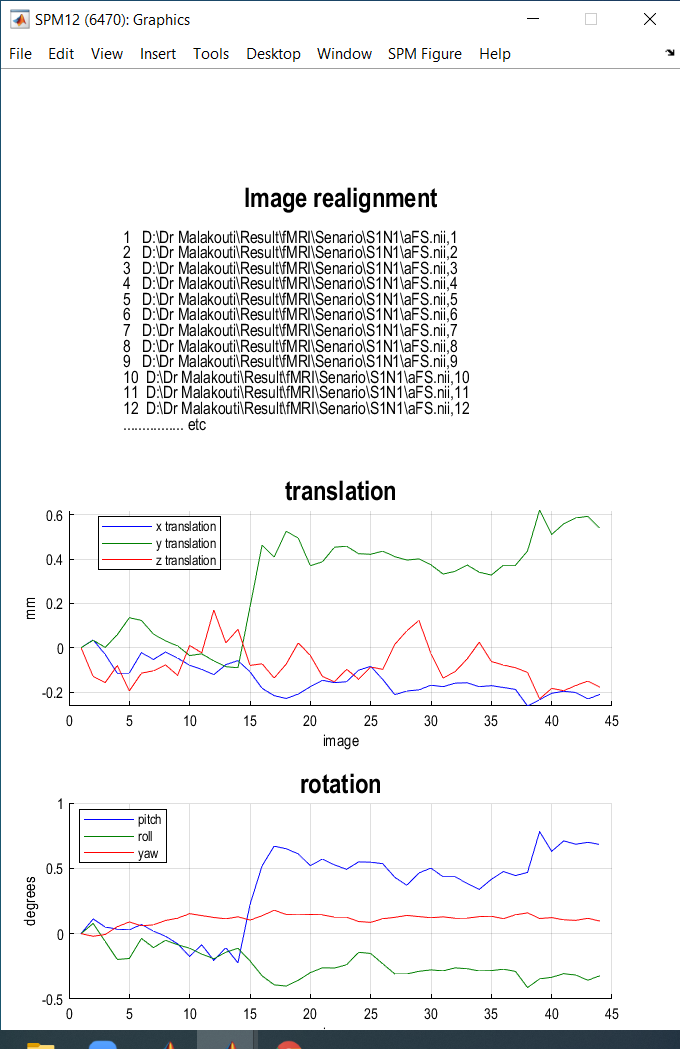 SPM12 (6470): Graphics
File Edit View Insert Tools Desktop Window SPM Figure Help
Image realignment
1 D:\Dr Malakouti\Result\fMRI\Senario\S1N1\aFS.nii,1
2 D:\Dr Malakouti\Result\fMRI\Senario\S1N1\aFS.nii,2
3 D:\Dr Malakouti\Result\fMRI\Senario\S1N1\aFS.nii,3
4 D:\Dr Malakouti\Result\fMRI\Senario\S1N1\aFS.nii,4
5 D:\Dr Malakouti\Result\fMRI\Senario\S1N1\aFS.nii,5
6 D:\Dr Malakouti\Result\fMRI\Senario\S1N1\aFS.nii,6
7 D:\Dr Malakouti\Result\fMRI\Senario\S1N1\aFS.nii,7
8 D:\Dr Malakouti\Result\fMRI\Senario\S1N1\aFS.nii,8
9 D:\Dr Malakouti\Result\fMRI\Senario\S1N1\aFS.nii,9
10 D:\Dr Malakouti\Result\fMRI\Senario\S1N1\aFS.nii,10
11 D:\Dr Malakouti\Result\fMRI\Senario\S1N1\aFS.nii,11
12 D:\Dr Malakouti\Result\fMRI\Senario\S1N1\aFS.nii,12
................ etc
translation
x translation
y translation
z translation
0.6
0.4
0.2
0
-0.2
mm
0 5 10 15 20 25 30 35 40 45
image
rotation
pitch
roll
yaw
1
0.5
0
-0.5
degrees
0 5 10 15 20 25 30 35 40 45